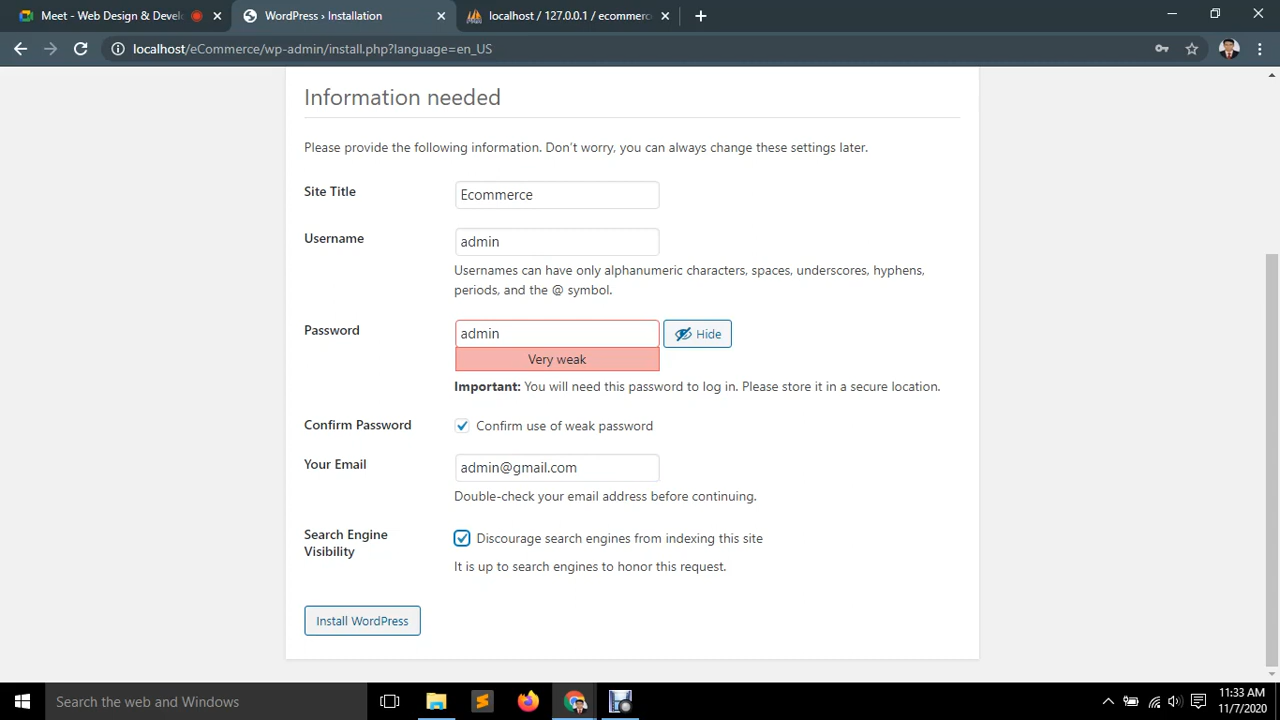 Meet - Web Design & Devel
WordPress › Installation
localhost / 127.0.0.1 / ecommerc
localhost/eCommerce/wp-admin/install.php?language=en_US
Information needed
Please provide the following information. Don't worry, you can always change these settings later.
Site Title
Ecommerce
Username
admin
Usernames can have only alphanumeric characters, spaces, underscores, hyphens,
periods, and the @ symbol.
Password
admin
Hide
Very weak
Important: You will need this password to log in. Please store it in a secure location.
Confirm Password
Confirm use of weak password
Your Email
admin@gmail.com
Double-check your email address before continuing.
Search Engine
Visibility
Discourage search engines from indexing this site
It is up to search engines to honor this request.
Install WordPress
Search the web and Windows
11:33 AM
11/7/2020